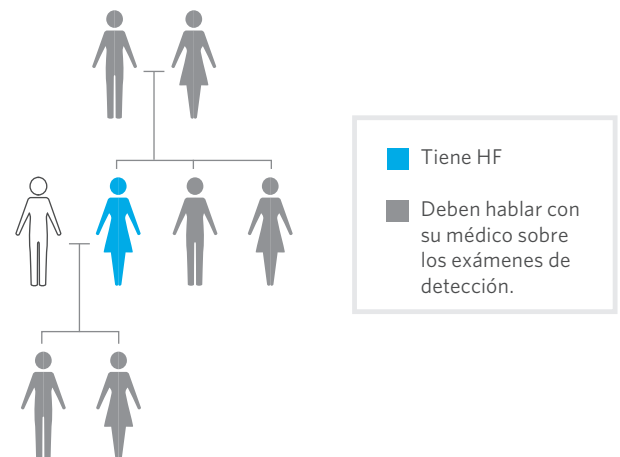 Tiene HF
Deben hablar con
su médico sobre
los exámenes de
detección.